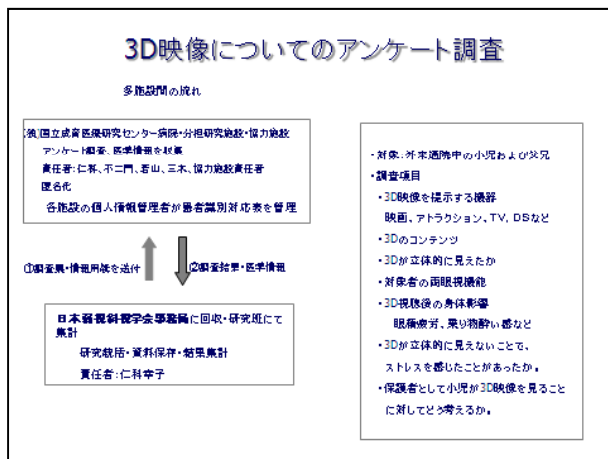 3D映像についてのアンケート調査
多施設間の流れ
(独)国立成育医療研究センター病院・分担研究施設・協力施設
アンケート調査、医学情報を収集
責任者:仁科、不二門、若山、三木、協力施設責任者
匿名化
各施設の個人情報管理者が患者識別対応表を管理
①調査票・情報用紙を送付
②調査結果・医学情報
日本弱視斜視学会事務局に回収・研究班にて
集計
研究統括・資料保存・結果集計
責任者:仁科幸子
・対象:外来通院中の小児および父兄
・調査項目
・3D映像を提示する機器
映画、アトラクション、TV、DSなど
・3Dのコンテンツ
・3Dが立体的に見えたか
・対象者の両眼視機能
・3D視聴後の身体影響
眼精疲労、乗り物酔い感など
・3Dが立体的に見えないことで、
ストレスを感じたことがあったか。
・保護者として小児が3D映像を見ること
に対してどう考えるか。